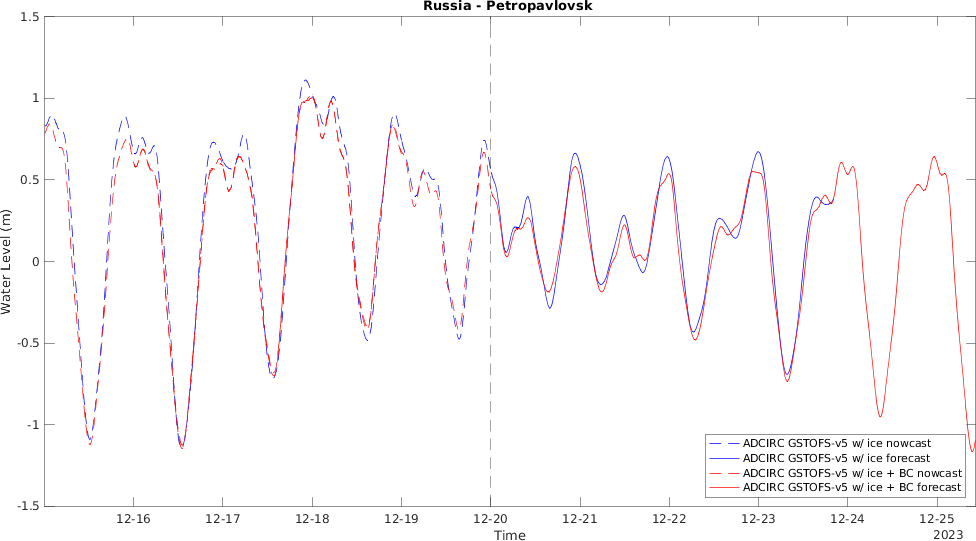 Russia - Petropavlovsk
1.5
1
0.5
0
-0.5
-1
-1.5
Water Level (m)
ADCIRC GSTOFS-v5 w/ ice nowcast
ADCIRC GSTOFS-v5 w/ ice forecast
ADCIRC GSTOFS-v5 w/ ice + BC nowcast
ADCIRC GSTOFS-v5 w/ ice + BC forecast
12-16 12-17 12-18 12-19 12-20 12-21 12-22 12-23 12-24 12-25
Time
2023